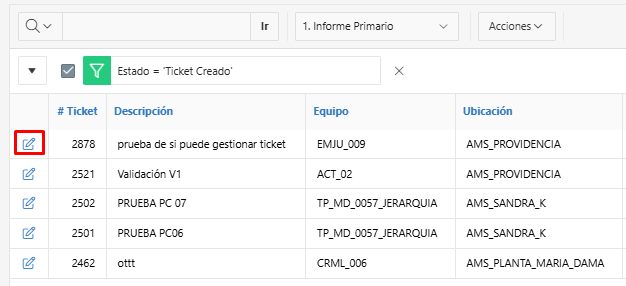 Ir
1. Informe Primario
Acciones
Estado = 'Ticket Creado'
# Ticket Descripción Equipo Ubicación
2878 prueba de si puede gestionar ticket EMJU_009 AMS_PROVIDENCIA
2521 Validación V1 ACT_02 AMS_PROVIDENCIA
2502 PRUEBA PC 07 TP_MD_0057_JERARQUIA AMS_SANDRA_K
2501 PRUEBA PC06 TP_MD_0057_JERARQUIA AMS_SANDRA_K
2462 ottt CRML_006 AMS_PLANTA_MARIA_DAMA